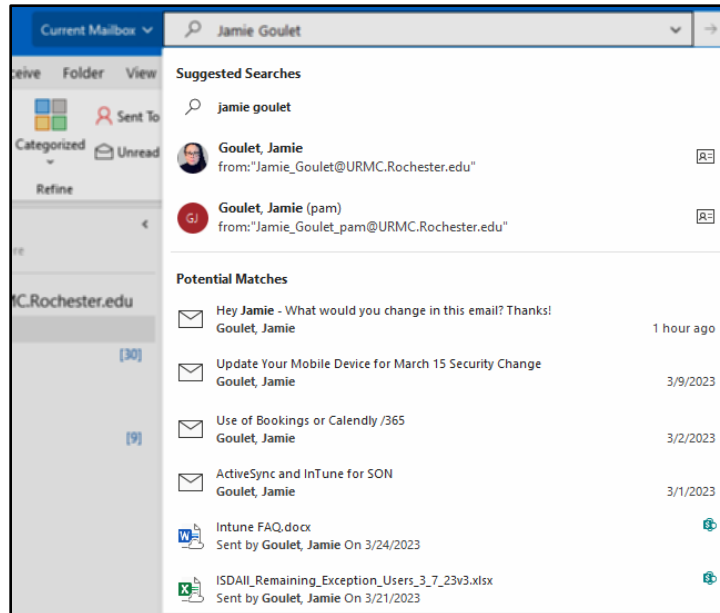 Current Mailbox
Jamie Goulet
ceive Folder View
Suggested Searches
jamie goulet
Sent To
Categorized
Unread
Goulet, Jamie
from:"Jamie_Goulet@URMC.Rochester.edu"
Refine
GJ
Goulet, Jamie (pam)
from:"Jamie_Goulet_pam@URMC.Rochester.edu"
re
Potential Matches
MC.Rochester.edu
Hey Jamie - What would you change in this email? Thanks!
Goulet, Jamie 1 hour ago
[30]
Update Your Mobile Device for March 15 Security Change
Goulet, Jamie 3/9/2023
Use of Bookings or Calendly /365
[9]
Goulet, Jamie 3/2/2023
ActiveSync and InTune for SON
Goulet, Jamie 3/1/2023
Intune FAQ.docx
Sent by Goulet, Jamie On 3/24/2023
ISDAll_Remaining_Exception_Users_3_7_23v3.xlsx
Sent by Goulet, Jamie On 3/21/2023